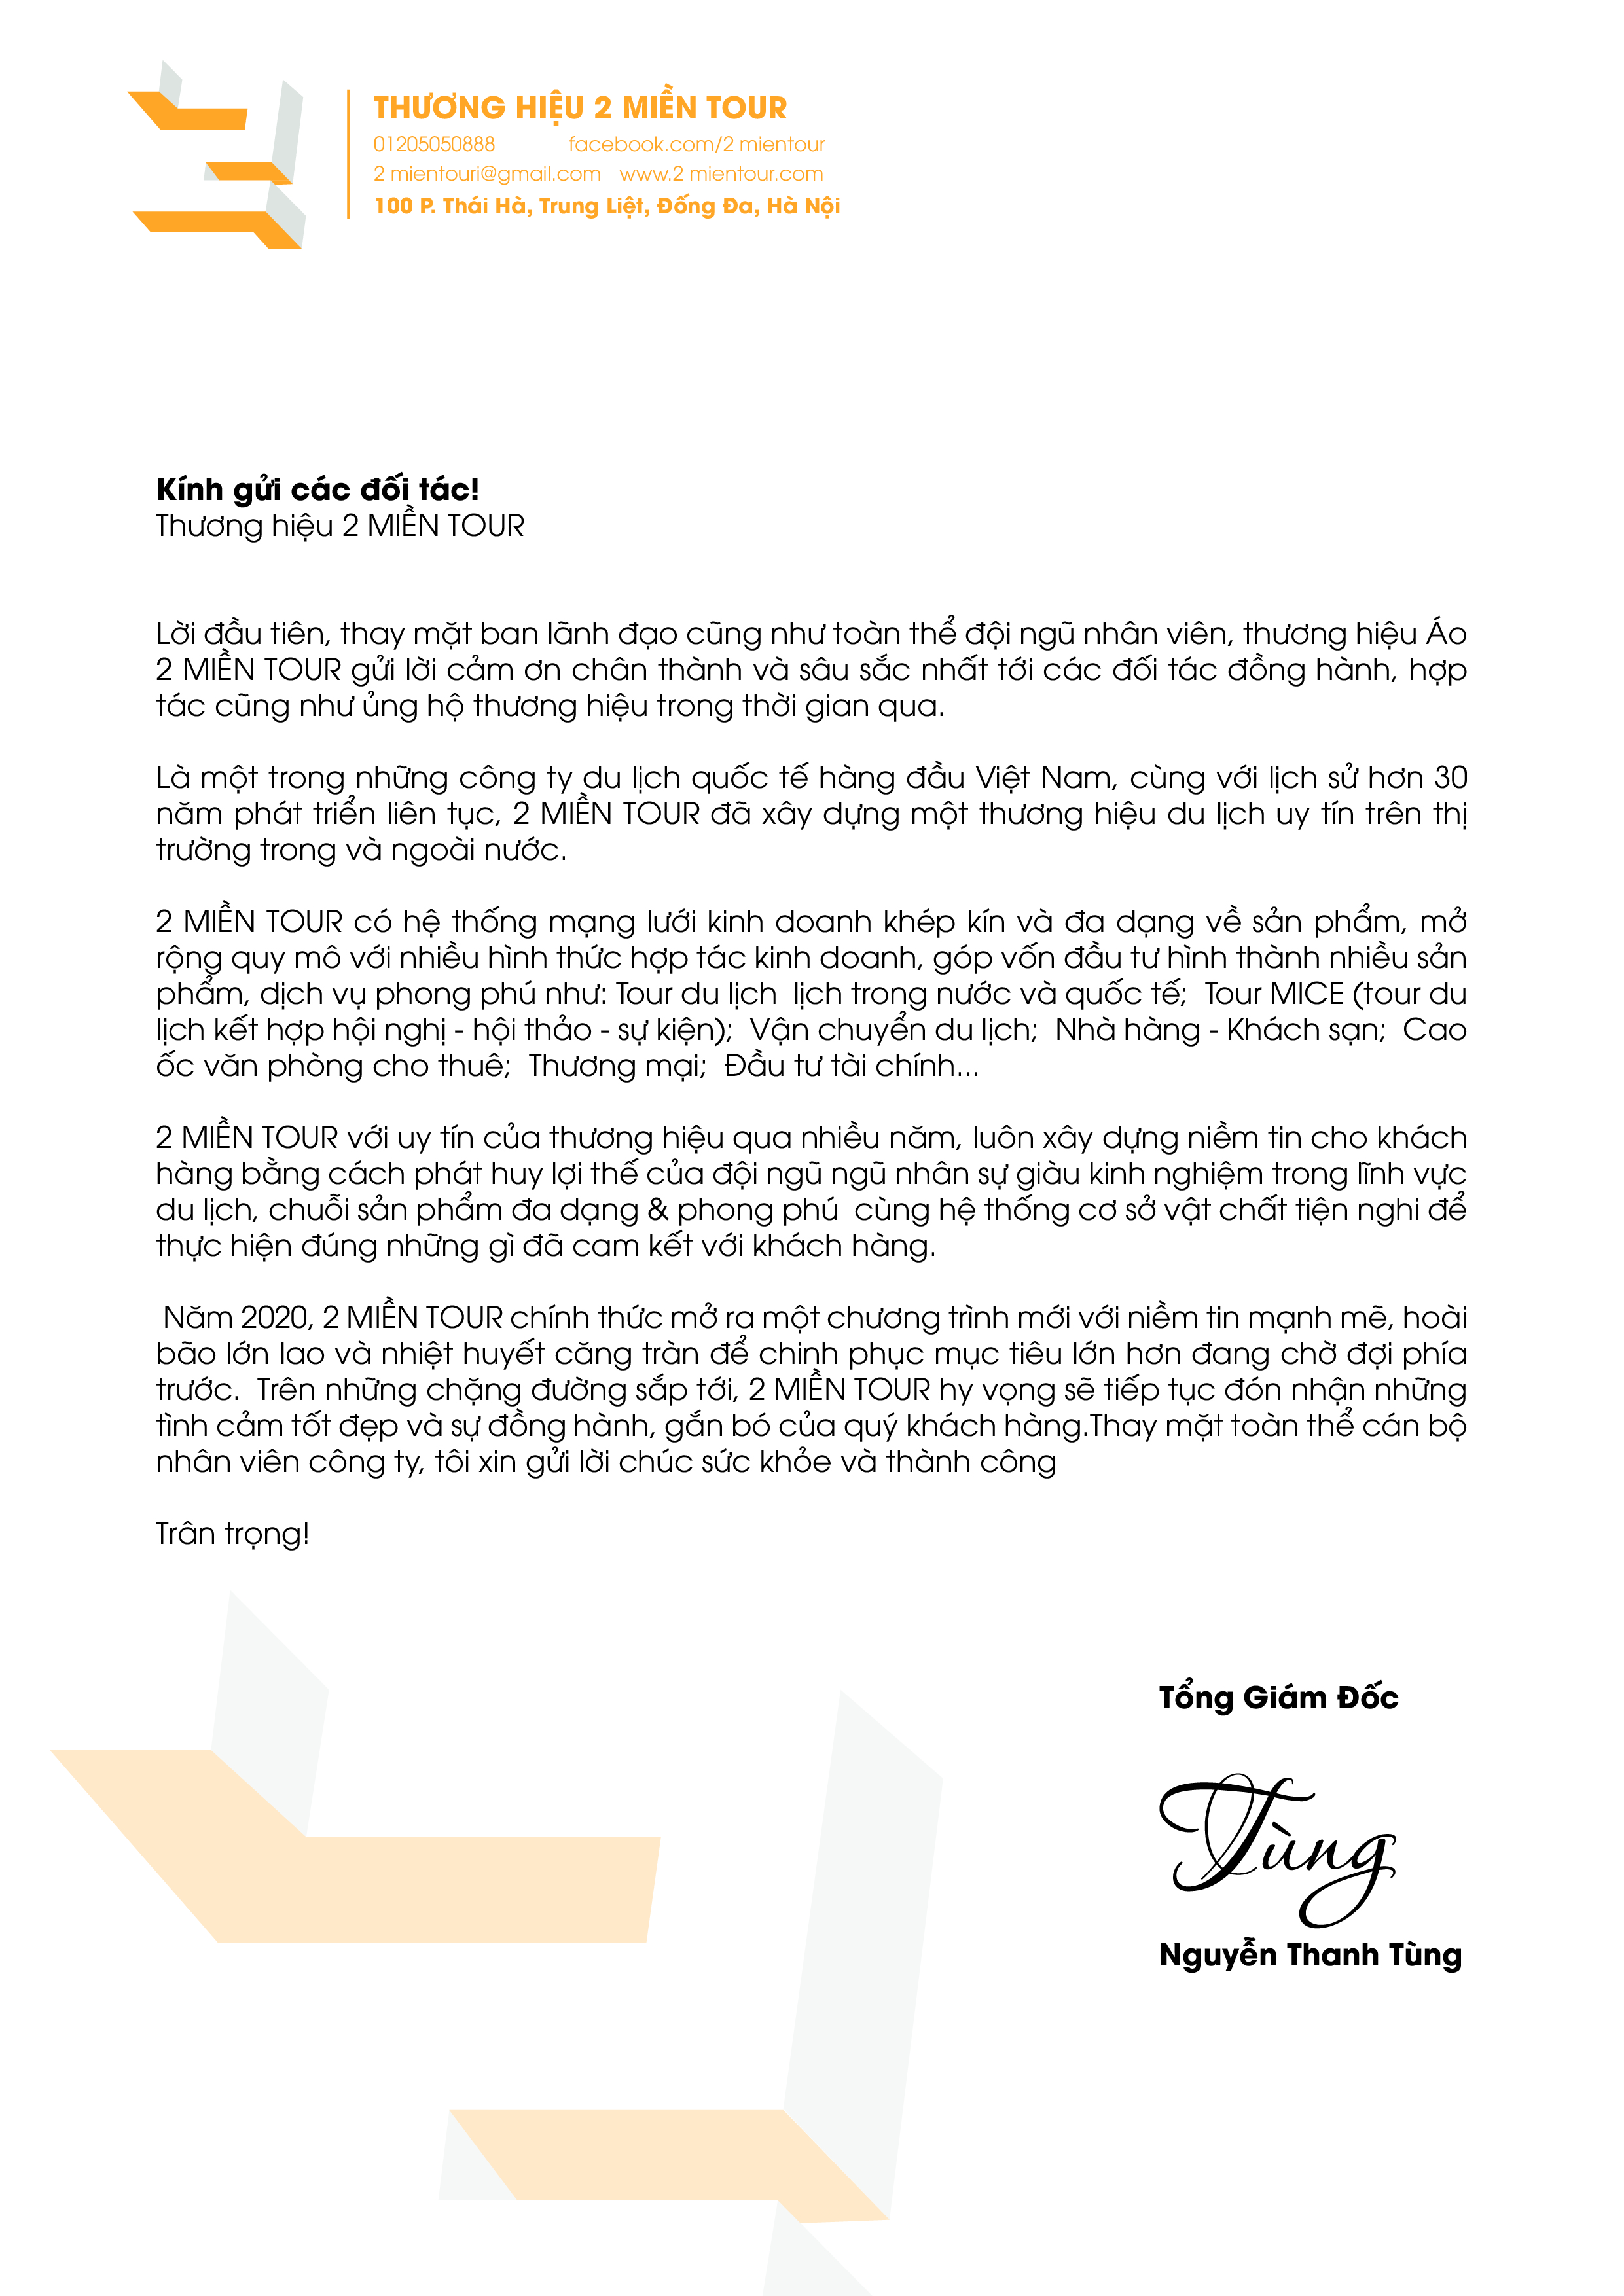 THƯƠNG HIỆU 2 MIỀN TOUR
01205050888 facebook.com/2 mientour
2 mientouri@gmail.com www.2 mientour.com
100 P. Thái Hà, Trung Liệt, Đống Đa, Hà Nội
Kính gửi các đối tác!
Thương hiệu 2 MIỀN TOUR
Lời đầu tiên, thay mặt ban lãnh đạo cũng như toàn thể đội ngũ nhân viên, thương hiệu Áo
2 MIỀN TOUR gửi lời cảm ơn chân thành và sâu sắc nhất tới các đối tác đồng hành, hợp
tác cũng như ủng hộ thương hiệu trong thời gian qua.
Là một trong những công ty du lịch quốc tế hàng đầu Việt Nam, cùng với lịch sử hơn 30
năm phát triển liên tục, 2 MIỀN TOUR đã xây dựng một thương hiệu du lịch uy tín trên thị
trường trong và ngoài nước.
2 MIỀN TOUR có hệ thống mạng lưới kinh doanh khép kín và đa dạng về sản phẩm, mở
rộng quy mô với nhiều hình thức hợp tác kinh doanh, góp vốn đầu tư hình thành nhiều sản
phẩm, dịch vụ phong phú như: Tour du lịch  lịch trong nước và quốc tế;  Tour MICE (tour du
lịch kết hợp hội nghị - hội thảo - sự kiện);  Vận chuyển du lịch;  Nhà hàng - Khách sạn;  Cao
ốc văn phòng cho thuê;  Thương mại;  Đầu tư tài chính...
2 MIỀN TOUR với uy tín của thương hiệu qua nhiều năm, luôn xây dựng niềm tin cho khách
hàng bằng cách phát huy lợi thế của đội ngũ ngũ nhân sự giàu kinh nghiệm trong lĩnh vực
du lịch, chuỗi sản phẩm đa dạng & phong phú  cùng hệ thống cơ sở vật chất tiện nghi để
thực hiện đúng những gì đã cam kết với khách hàng.
Năm 2020, 2 MIỀN TOUR chính thức mở ra một chương trình mới với niềm tin mạnh mẽ, hoài
bão lớn lao và nhiệt huyết căng tràn để chinh phục mục tiêu lớn hơn đang chờ đợi phía
trước.  Trên những chặng đường sắp tới, 2 MIỀN TOUR hy vọng sẽ tiếp tục đón nhận những
tình cảm tốt đẹp và sự đồng hành, gắn bó của quý khách hàng.Thay mặt toàn thể cán bộ
nhân viên công ty, tôi xin gửi lời chúc sức khỏe và thành công
Trân trọng!
Tổng Giám Đốc
Tùng
Nguyễn Thanh Tùng